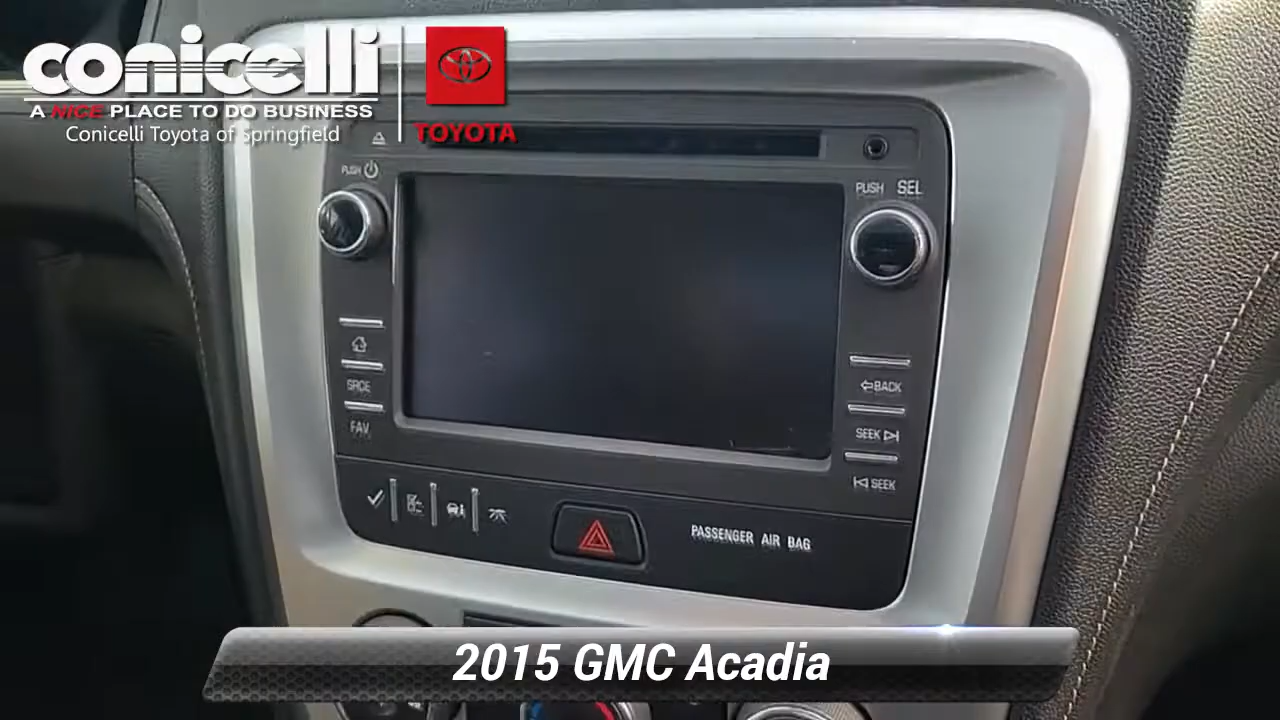 conicelli
A NICE PLACE TO DO BUSINESS
Conicelli Toyota of Springfield
TOYOTA
PUSH
PUSH SEL
SRCE
FAV
BACK
SEEK
SEEK
PASSENGER AIR BAG
2015 GMC Acadia